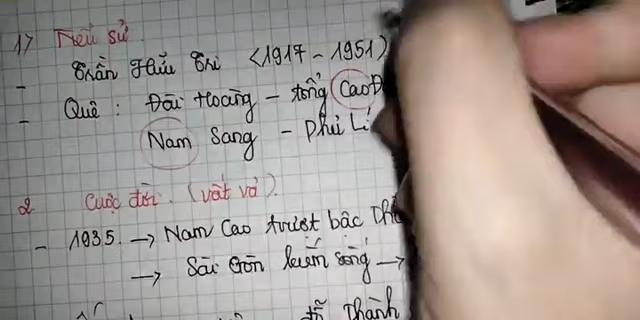 1) Tiểu sử
- Trần Hữu Tri (1917 - 1951)
- Quê : Đại Hoàng - tổng Cao Đ
Nam Sang - Phủ Lí
2 Cuộc đời. (vất vả).
- 1935. → Nam Cao trượt bậc
→ Sài Gòn kiếm sống →
Thành